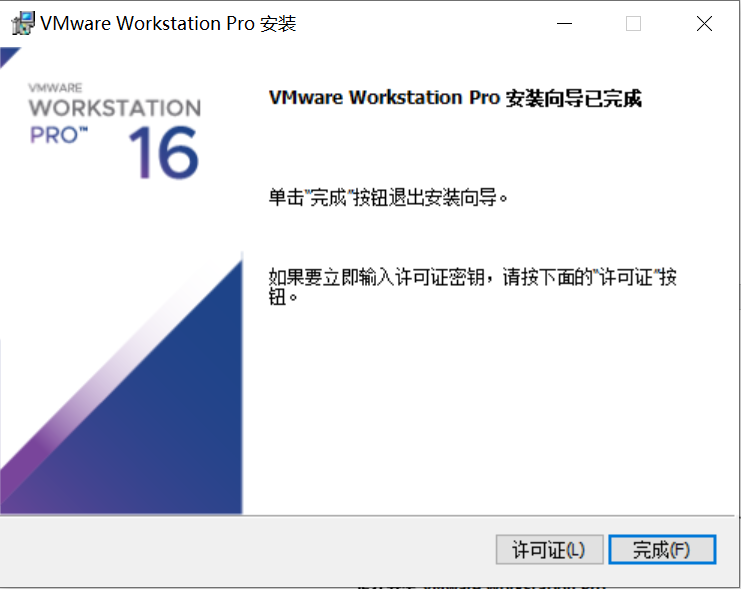 VMware Workstation Pro 安装
VMWARE
WORKSTATION
PRO™ 16
VMware Workstation Pro 安装向导已完成
单击"完成"按钮退出安装向导。
如果要立即输入许可证密钥，请按下面的"许可证"按
钮。
许可证(L)
完成(F)